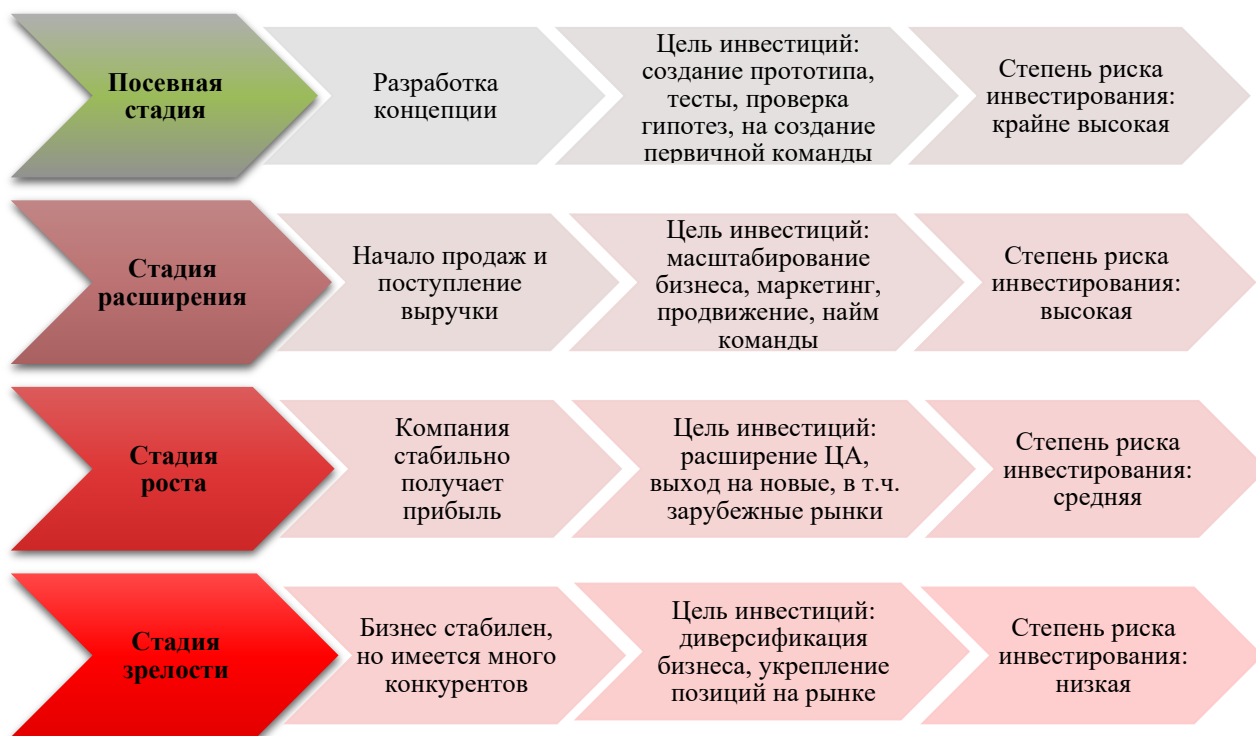 Посевная
стадия
Разработка
концепции
Цель инвестиций:
создание прототипа,
тесты, проверка
гипотез, на создание
первичной команды
Степень риска
инвестирования:
крайне высокая
Стадия
расширения
Начало продаж и
поступление
выручки
Цель инвестиций:
масштабирование
бизнеса, маркетинг,
продвижение, найм
команды
Степень риска
инвестирования:
высокая
Стадия
роста
Компания
стабильно
получает
прибыль
Цель инвестиций:
расширение ЦА,
выход на новые, в т.ч.
зарубежные рынки
Степень риска
инвестирования:
средняя
Стадия
зрелости
Бизнес стабилен,
но имеется много
конкурентов
Цель инвестиций:
диверсификация
бизнеса, укрепление
позиций на рынке
Степень риска
инвестирования:
низкая